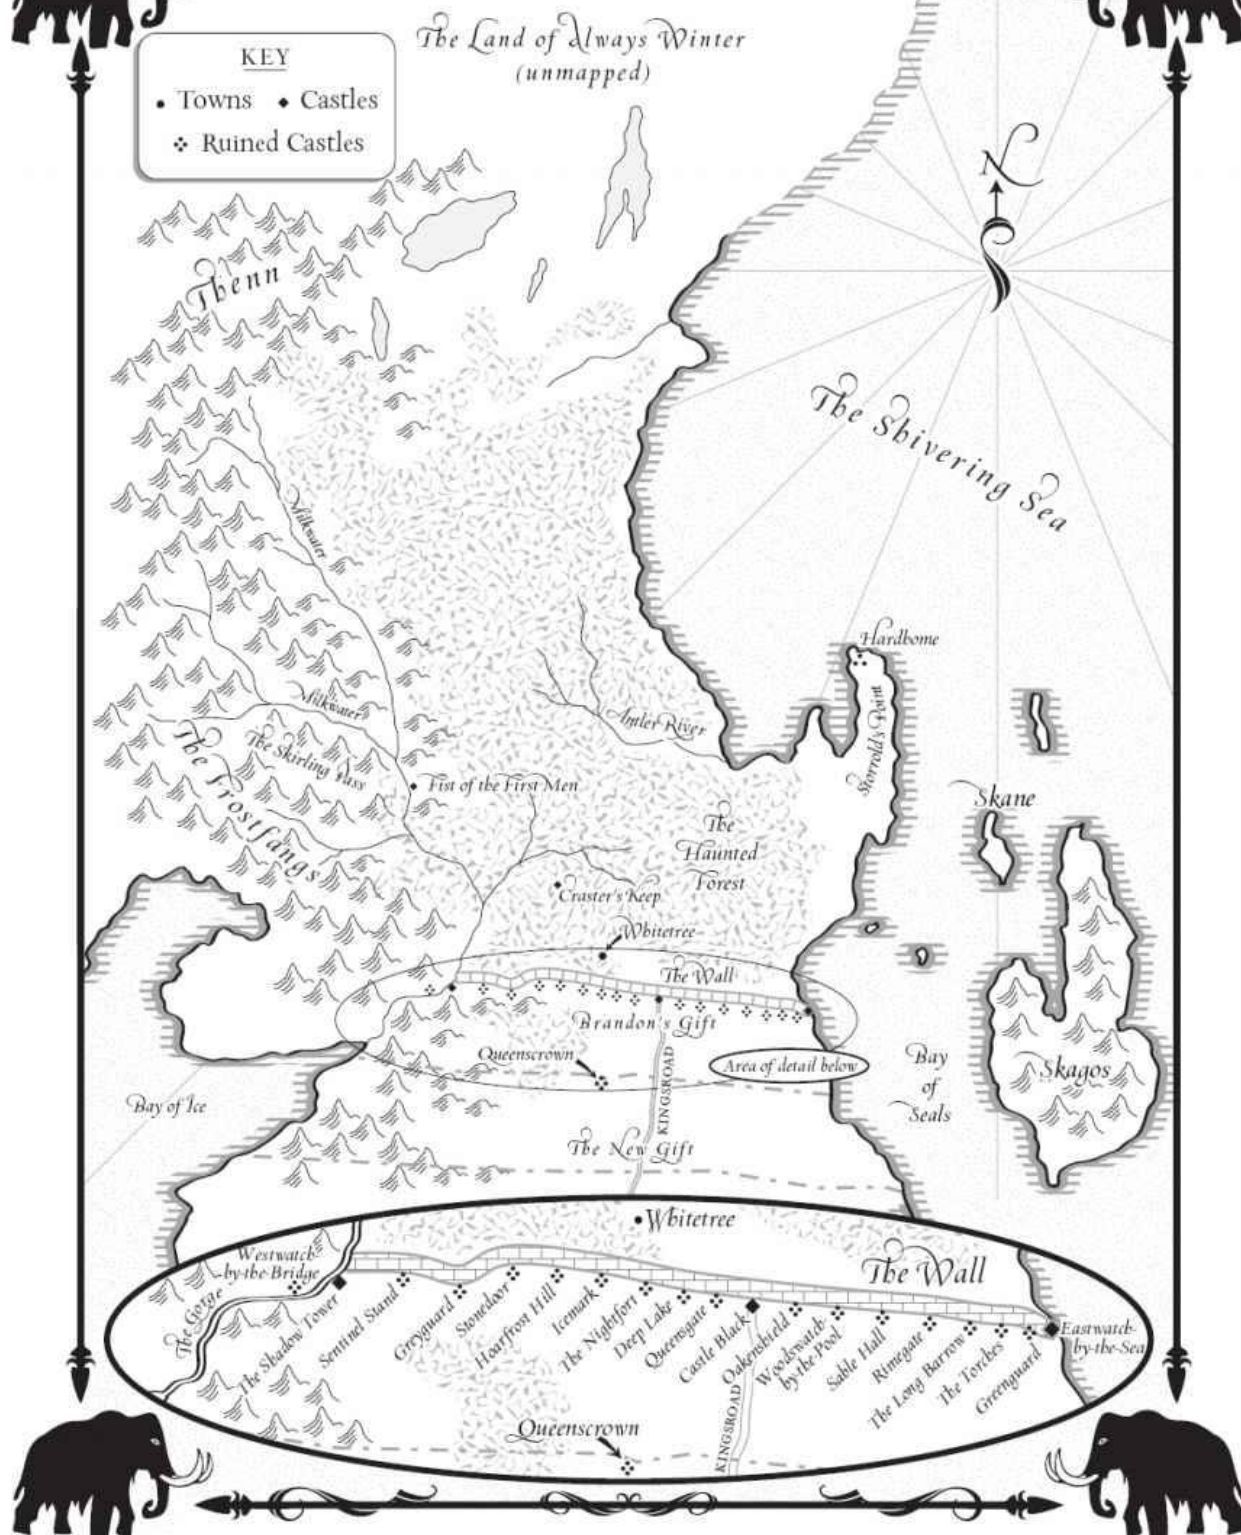 The Land of Always Winter
(unmapped)
KEY
Towns Castles
Ruined Castles
N
Thenn
The Shivering Sea
Milkwater
Hardhome
Milkwater
Antler River
Storrold's Point
The Skirling Pass
The Frostfangs
Fist of the First Men
Skane
The
Haunted
Forest
Craster's Keep
Whitetree
The Wall
Brandon's Gift
Queenscrown
Area of detail below
KINGSROAD
Bay
of
Seals
Skagos
Bay of Ice
The New Gift
Whitetree
Westwatch-
by-the-Bridge
The Wall
The Gorge
The Shadow Tower
Sentinel Stand
Greyguard
Stonedoor
Hoarfrost Hill
Icemark
The Nightfort
Deep Lake
Queensgate
Castle Black
Oakenshield
Woodswatch-
by-the-Pool
Sable Hall
Rimegate
The Long Barrow
The Torches
Greenguard
Eastwatch-
by-the-Sea
KINGSROAD
Queenscrown